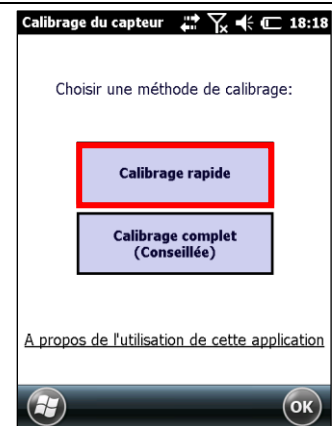 Calibrage du capteur 18:18
Choisir une méthode de calibrage:
Calibrage rapide
Calibrage complet
(Conseillée)
A propos de l'utilisation de cette application
OK